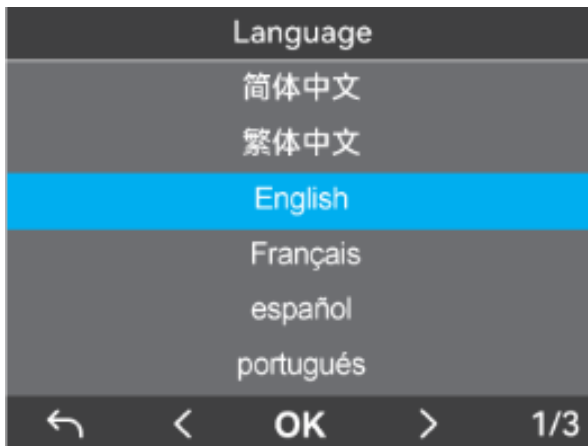 Language
简体中文
繁体中文
English
Français
español
portugués
OK 1/3